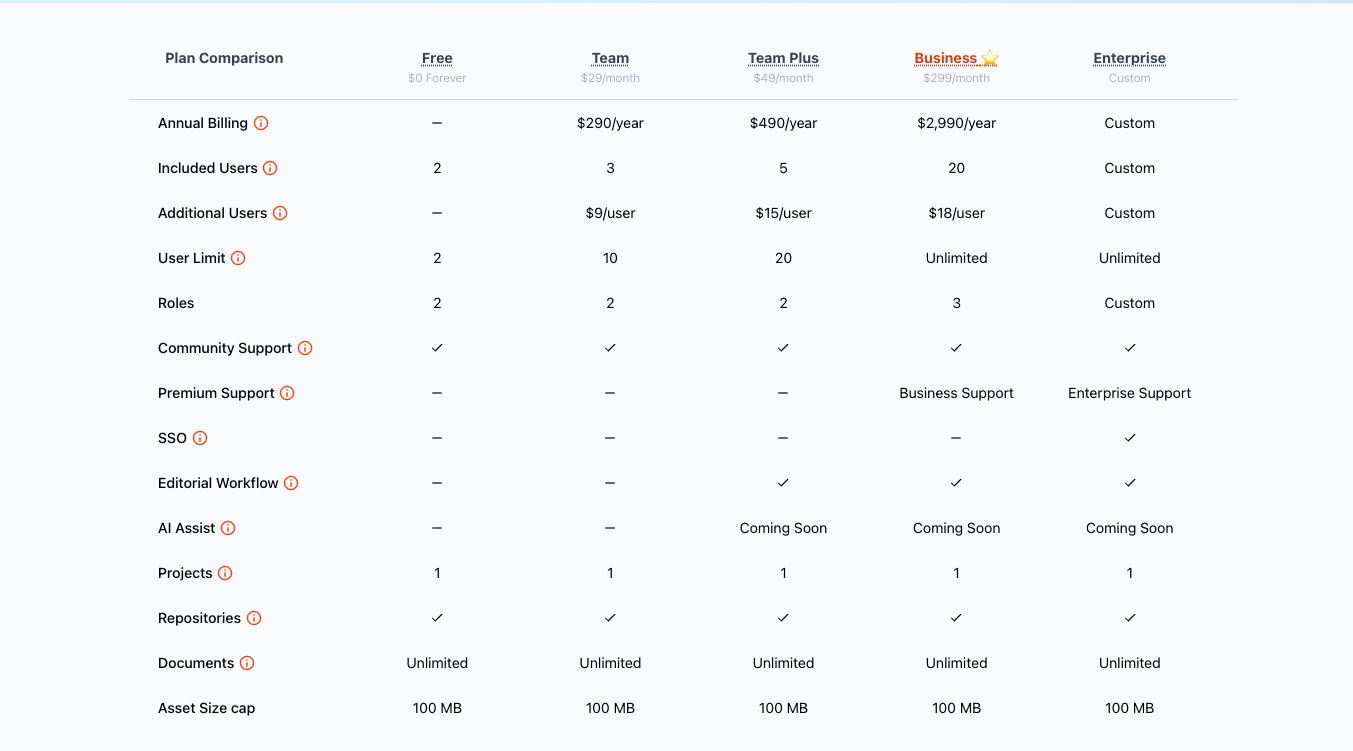 Plan Comparison Free Team Team Plus Business ⭐ Enterprise
$0 Forever $29/month $49/month $299/month Custom
Annual Billing — $290/year $490/year $2,990/year Custom
Included Users 2 3 5 20 Custom
Additional Users — $9/user $15/user $18/user Custom
User Limit 2 10 20 Unlimited Unlimited
Roles 2 2 2 3 Custom
Community Support ✓ ✓ ✓ ✓ ✓
Premium Support — — — Business Support Enterprise Support
SSO — — — — ✓
Editorial Workflow — — ✓ ✓ ✓
AI Assist — — Coming Soon Coming Soon Coming Soon
Projects 1 1 1 1 1
Repositories ✓ ✓ ✓ ✓ ✓
Documents Unlimited Unlimited Unlimited Unlimited Unlimited
Asset Size cap 100 MB 100 MB 100 MB 100 MB 100 MB